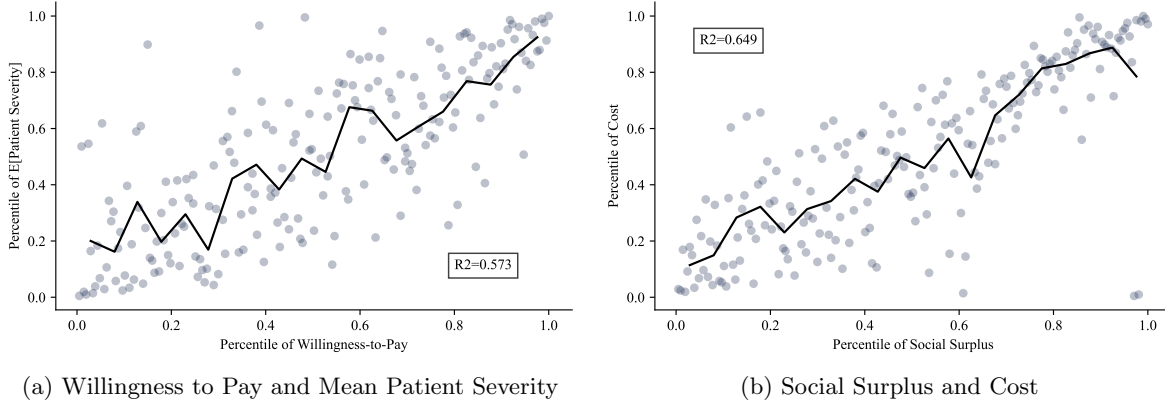 Percentile of E[Patient Severity]
1.0
0.8
0.6
0.4
0.2
0.0
R2=0.573
0.0 0.2 0.4 0.6 0.8 1.0
Percentile of Willingness-to-Pay
(a) Willingness to Pay and Mean Patient Severity
Percentile of Cost
1.0
0.8
0.6
0.4
0.2
0.0
R2=0.649
0.0 0.2 0.4 0.6 0.8 1.0
Percentile of Social Surplus
(b) Social Surplus and Cost